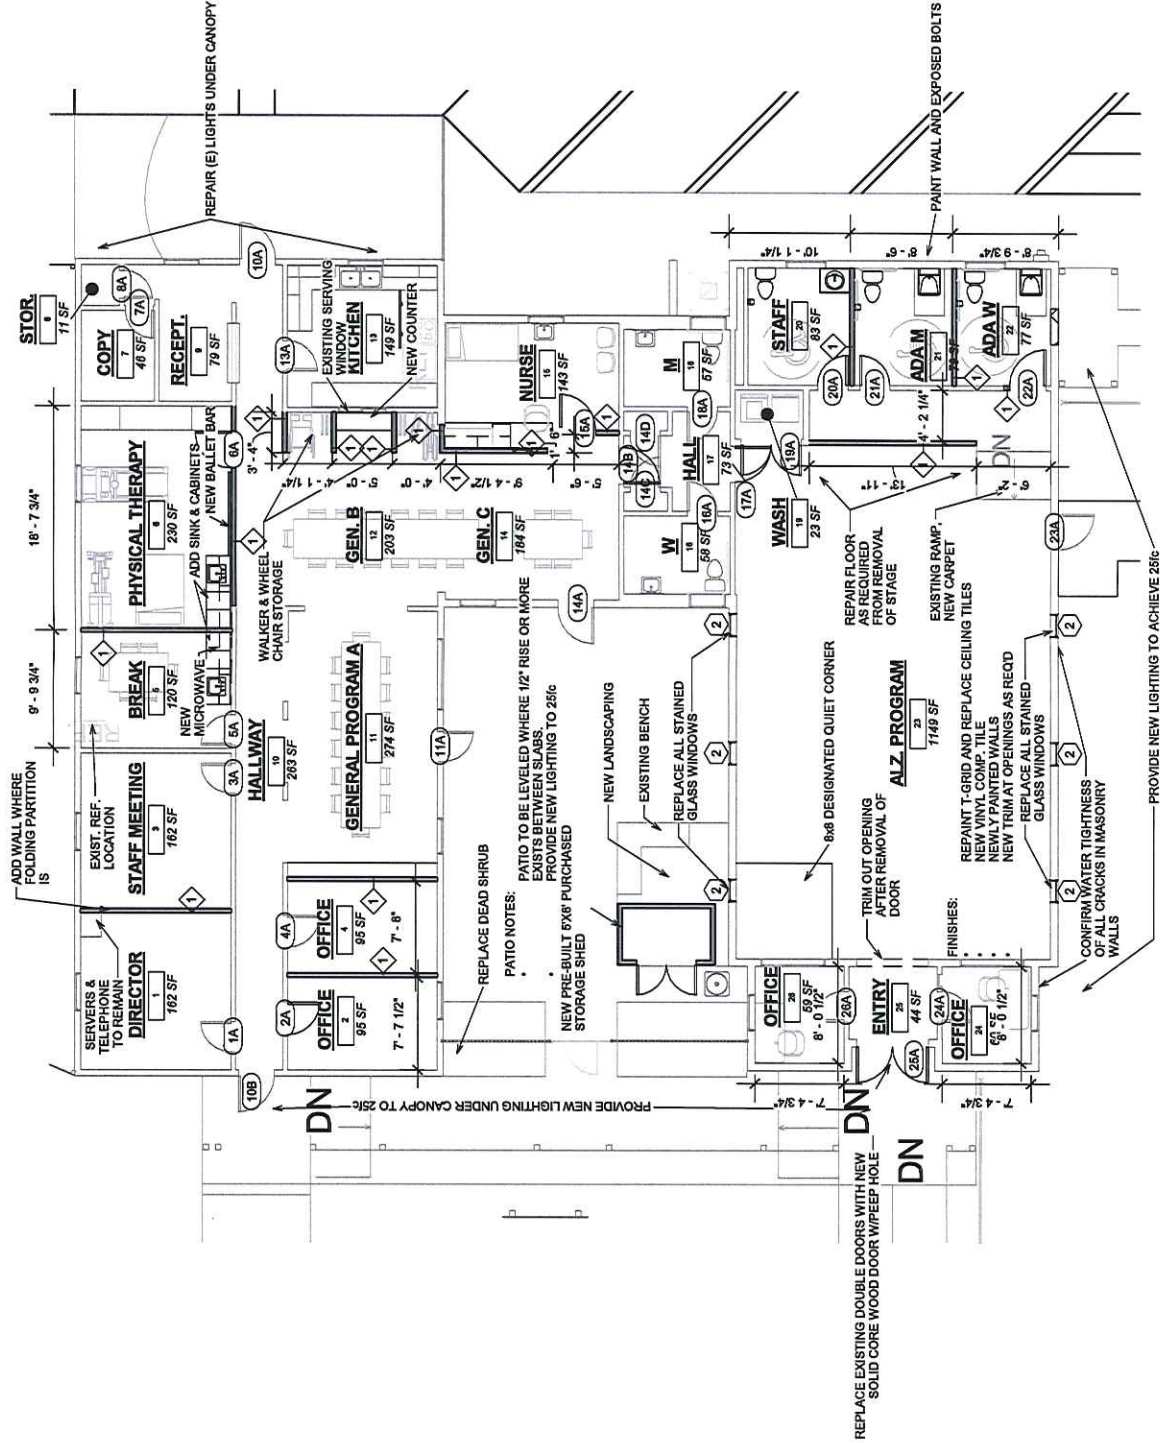 REPAIR (E) LIGHTS UNDER CANOPY
PAINT WALL AND EXPOSED BOLTS
ADD WALL WHERE
FOLDING PARTITION
IS
9' - 9 3/4"
18' - 7 3/4"
STOR.
11 SF
SERVERS &
TELEPHONE
TO REMAIN
DIRECTOR
1
162 SF
1A
EXIST. REF.
LOCATION
STAFF MEETING
3
162 SF
3A
BREAK
5
120 SF
5A
NEW
MICROWAVE
PHYSICAL THERAPY
6
230 SF
6A
ADD SINK & CABINETS
NEW BALLET BAR
COPY
7
46 SF
7A
8A
RECEPT.
9
79 SF
10A
10B
HALLWAY
10
263 SF
WALKER & WHEEL
CHAIR STORAGE
3' - 4"
OFFICE
2
95 SF
2A
7' - 7 1/2"
OFFICE
4
95 SF
4A
7' - 8"
GENERAL PROGRAM A
11
274 SF
11A
GEN. B
12
203 SF
GEN. C
14
184 SF
14A
4' - 1 1/4"
5' - 0"
4' - 0"
9' - 4 1/2"
5' - 6"
EXISTING SERVING
WINDOW
KITCHEN
13
149 SF
13A
NEW COUNTER
NURSE
15
143 SF
15A
1' - 6"
REPLACE DEAD SHRUB
PATIO NOTES:
PATIO TO BE LEVELED WHERE 1/2" RISE OR MORE
EXISTS BETWEEN SLABS.
PROVIDE NEW LIGHTING TO 25fc
NEW PRE-BUILT 6'X8' PURCHASED
STORAGE SHED
NEW LANDSCAPING
EXISTING BENCH
REPLACE ALL STAINED
GLASS WINDOWS
W
16
58 SF
16A
HALL
17
73 SF
17A
14B
14C
14D
M
18
57 SF
18A
WASH
19
23 SF
19A
STAFF
20
83 SF
20A
ADA M
21
21A
ADA W
22
77 SF
22A
10' - 1 1/4"
8' - 6"
8' - 9 3/4"
4' - 2 1/4"
13' - 11"
6' - 2"
DN
REPAIR FLOOR
AS REQUIRED
FROM REMOVAL
OF STAGE
EXISTING RAMP,
NEW CARPET
23A
8x8 DESIGNATED QUIET CORNER
ALZ. PROGRAM
23
1149 SF
TRIM OUT OPENING
AFTER REMOVAL OF
DOOR
FINISHES:
REPAINT T-GRID AND REPLACE CEILING TILES
NEW VINYL COMP. TILE
NEWLY PAINTED WALLS
NEW TRIM AT OPENINGS AS REQ'D
REPLACE ALL STAINED
GLASS WINDOWS
CONFIRM WATER TIGHTNESS
OF ALL CRACKS IN MASONRY
WALLS
OFFICE
26
59 SF
8' - 0 1/2"
26A
ENTRY
25
44 SF
25A
OFFICE
24
8' - 0 1/2"
24A
7' - 4 3/4"
7' - 4 3/4"
DN
DN
DN
PROVIDE NEW LIGHTING UNDER CANOPY TO 25fc
REPLACE EXISTING DOUBLE DOORS WITH NEW
SOLID CORE WOOD DOOR W/PEEP HOLE
PROVIDE NEW LIGHTING TO ACHIEVE 25fc